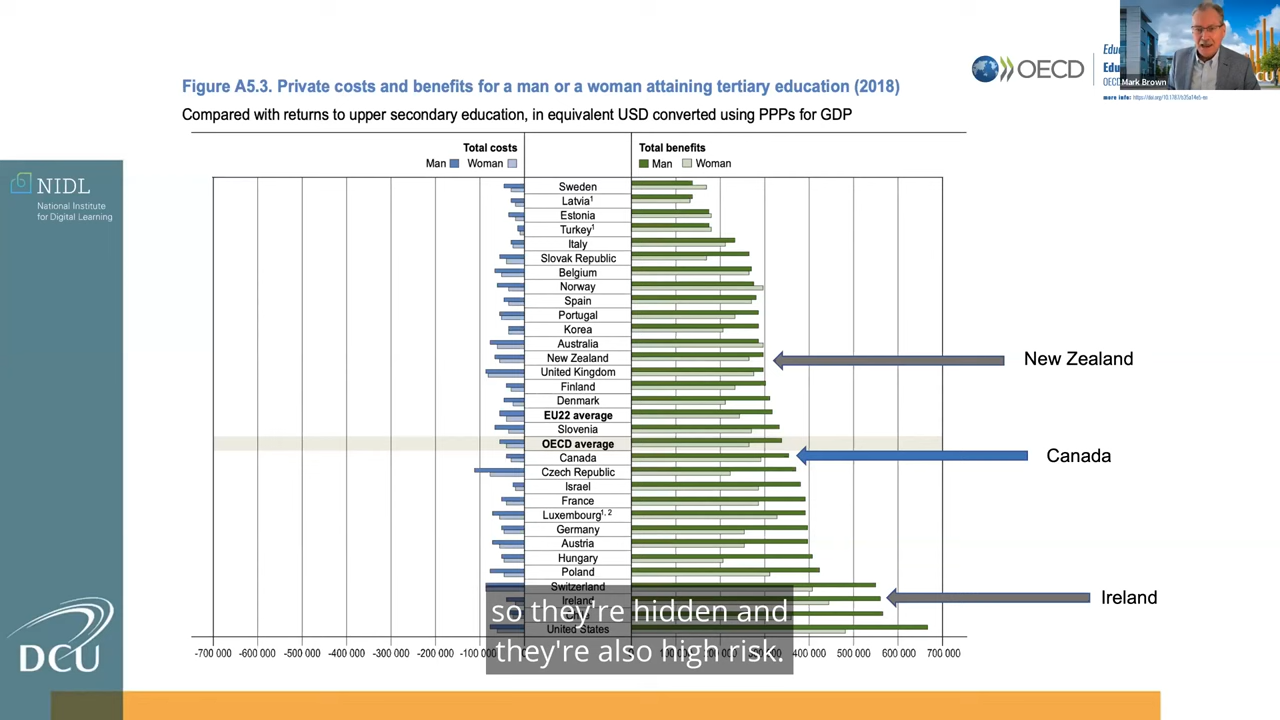 Figure A5.3. Private costs and benefits for a man or a woman attaining tertiary education (2018)
Compared with returns to upper secondary education, in equivalent USD converted using PPPs for GDP
OECD
Mark Brown
more info:
NIDL
National Institute
for Digital Learning
Total costs
Man Woman
Total benefits
Man Woman
Sweden
Latvia¹
Estonia
Turkey¹
Italy
Slovak Republic
Belgium
Norway
Spain
Portugal
Korea
Australia
New Zealand
United Kingdom
Finland
Denmark
EU22 average
Slovenia
OECD average
Canada
Czech Republic
Israel
France
Luxembourg¹, ²
Germany
Austria
Hungary
Poland
Switzerland
Ireland
United States
New Zealand
Canada
Ireland
-700 000 -600 000 -500 000 -400 000 -300 000 -200 000 -100 000 400 000 500 000 600 000 700 000
so they're hidden and
they're also high risk.
DCU